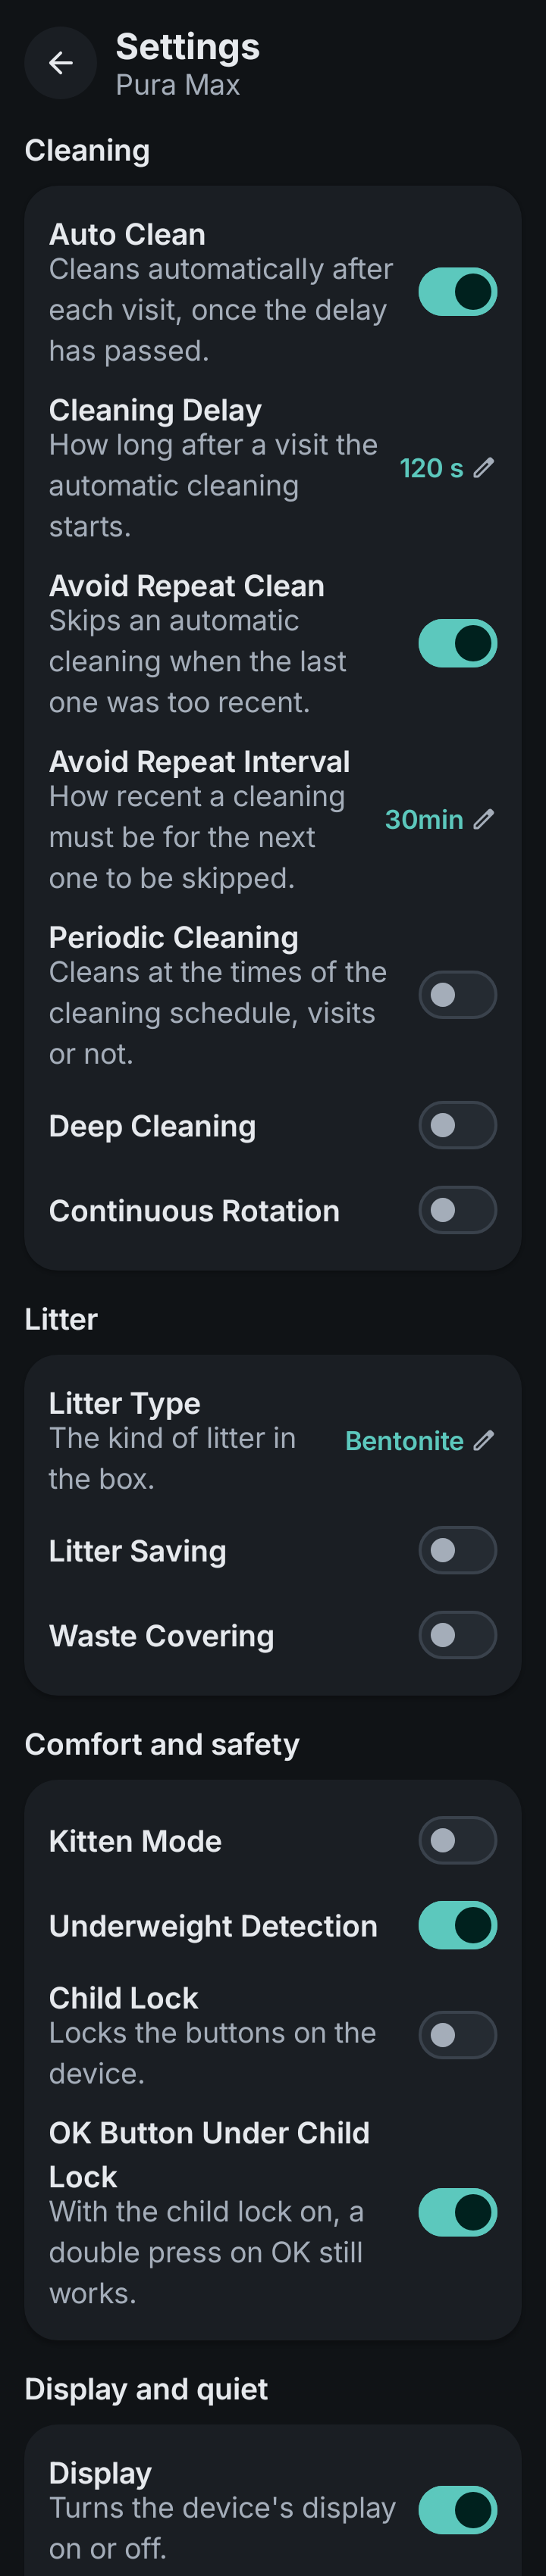 Settings
Pura Max
Cleaning
Auto Clean
Cleans automatically after
each visit, once the delay
has passed.
Cleaning Delay
How long after a visit the
automatic cleaning
starts.
120 s
Avoid Repeat Clean
Skips an automatic
cleaning when the last
one was too recent.
Avoid Repeat Interval
How recent a cleaning
must be for the next
one to be skipped.
30min
Periodic Cleaning
Cleans at the times of the
cleaning schedule, visits
or not.
Deep Cleaning
Continuous Rotation
Litter
Litter Type
The kind of litter in
the box.
Bentonite
Litter Saving
Waste Covering
Comfort and safety
Kitten Mode
Underweight Detection
Child Lock
Locks the buttons on the
device.
OK Button Under Child
Lock
With the child lock on, a
double press on OK still
works.
Display and quiet
Display
Turns the device's display
on or off.